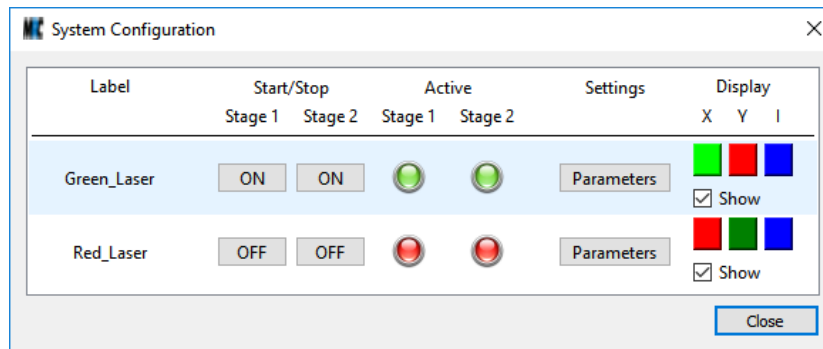 System Configuration
Label Start/Stop Active Settings Display
Stage 1 Stage 2 Stage 1 Stage 2 X Y I
Green_Laser ON ON Parameters
Show
Red_Laser OFF OFF Parameters
Show
Close